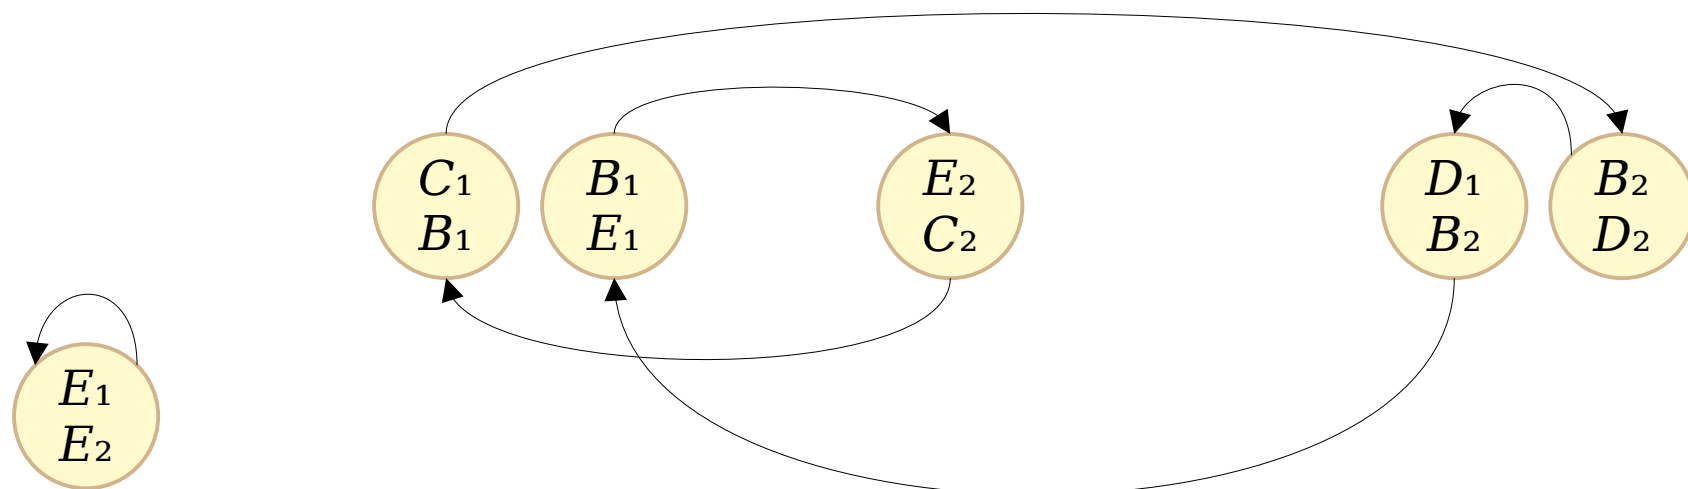 C₁
B₁
B₁
E₁
E₂
C₂
D₁
B₂
B₂
D₂
E₁
E₂